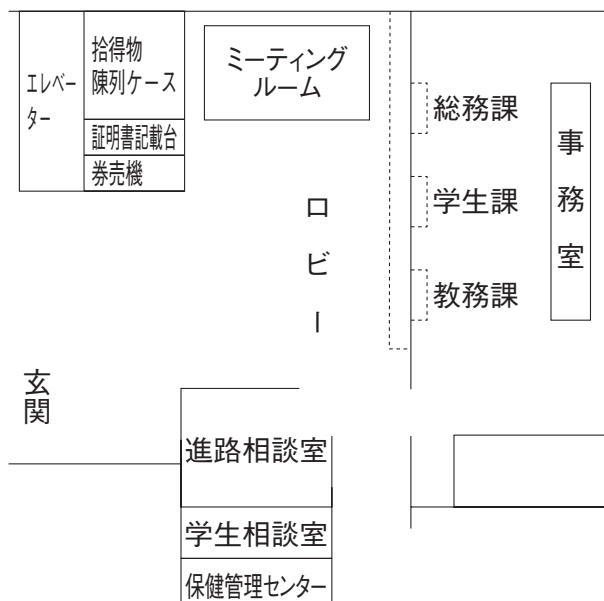 エレベー
ター
拾得物
陳列ケース
証明書記載台
券売機
ミーティング
ルーム
ロビー
総務課
学生課
教務課
事務室
玄関
進路相談室
学生相談室
保健管理センター